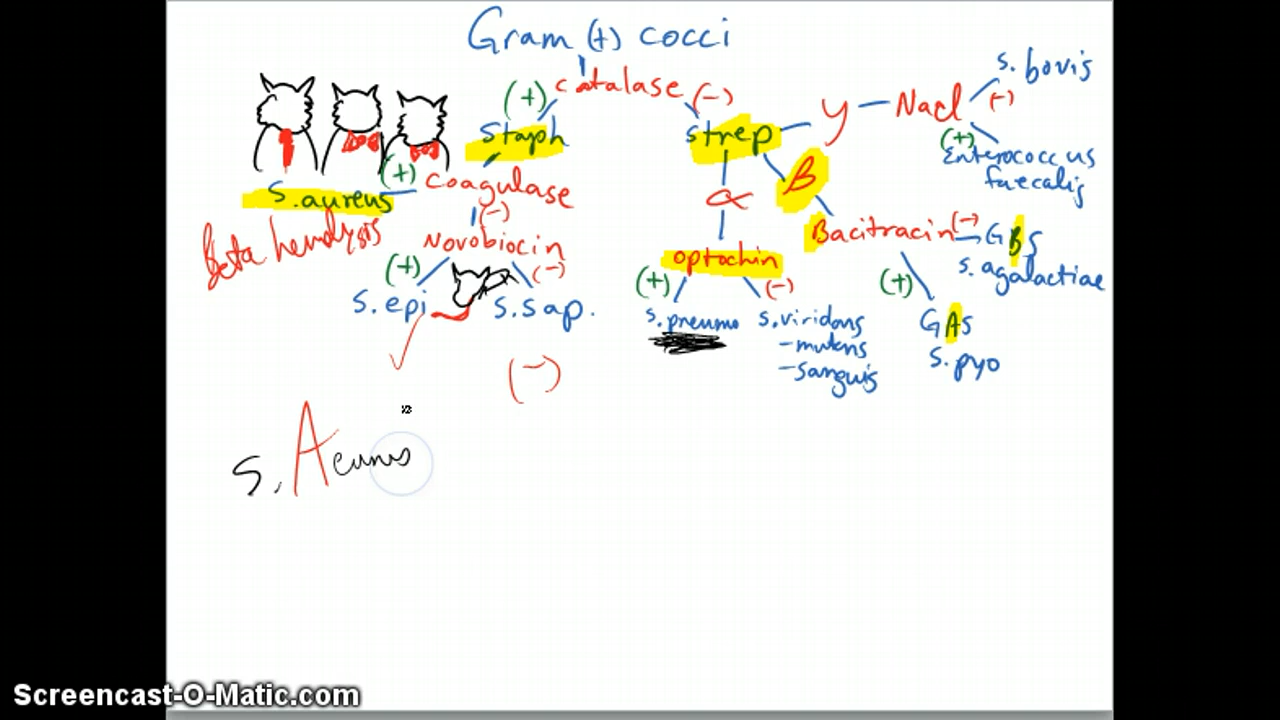 Gram (+) cocci
catalase
(+)
(-)
Staph
strep
γ
Nacl
s. bovis
(-)
(+)
Enterococcus
faecalis
S. aureus
(+)
coagulase
Beta hemolysis
(-)
Novobiocin
(+)
(-)
S. epi
S. sap.
(-)
α
optochin
(+)
(-)
s. pneumo
s. viridans
- mutans
- sanguis
B
Bacitracin
(-)
GBS
s. agalactiae
(+)
GAS
s. pyo
Screencast-O-Matic.com